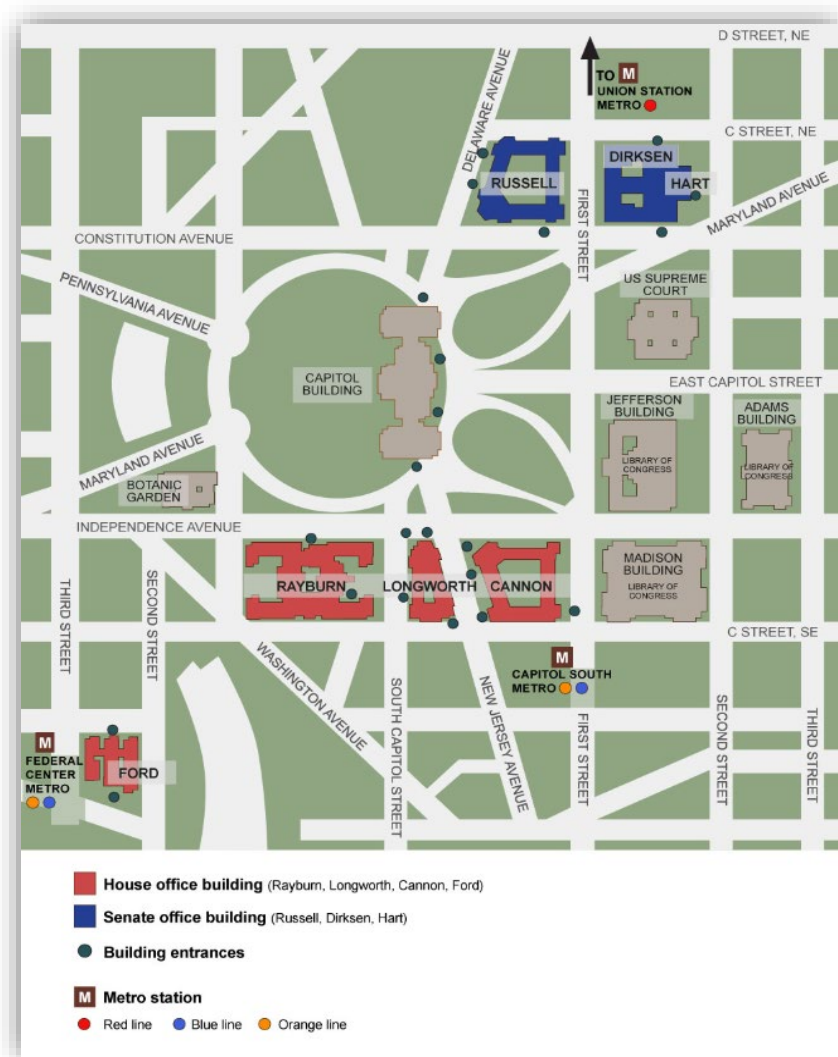 D STREET, NE
TO M
UNION STATION
METRO
DELAWARE AVENUE
C STREET, NE
DIRKSEN
RUSSELL
HART
FIRST STREET
MARYLAND AVENUE
CONSTITUTION AVENUE
PENNSYLVANIA AVENUE
US SUPREME
COURT
CAPITOL
BUILDING
EAST CAPITOL STREET
JEFFERSON
BUILDING
ADAMS
BUILDING
LIBRARY OF
CONGRESS
LIBRARY OF
CONGRESS
MARYLAND AVENUE
BOTANIC
GARDEN
INDEPENDENCE AVENUE
MADISON
BUILDING
LIBRARY OF
CONGRESS
RAYBURN
LONGWORTH
CANNON
THIRD STREET
SECOND STREET
C STREET, SE
WASHINGTON AVENUE
M
CAPITOL SOUTH
METRO
SOUTH CAPITOL STREET
NEW JERSEY AVENUE
FIRST STREET
SECOND STREET
THIRD STREET
M
FEDERAL
CENTER
METRO
FORD
House office building (Rayburn, Longworth, Cannon, Ford)
Senate office building (Russell, Dirksen, Hart)
Building entrances
M Metro station
Red line Blue line Orange line